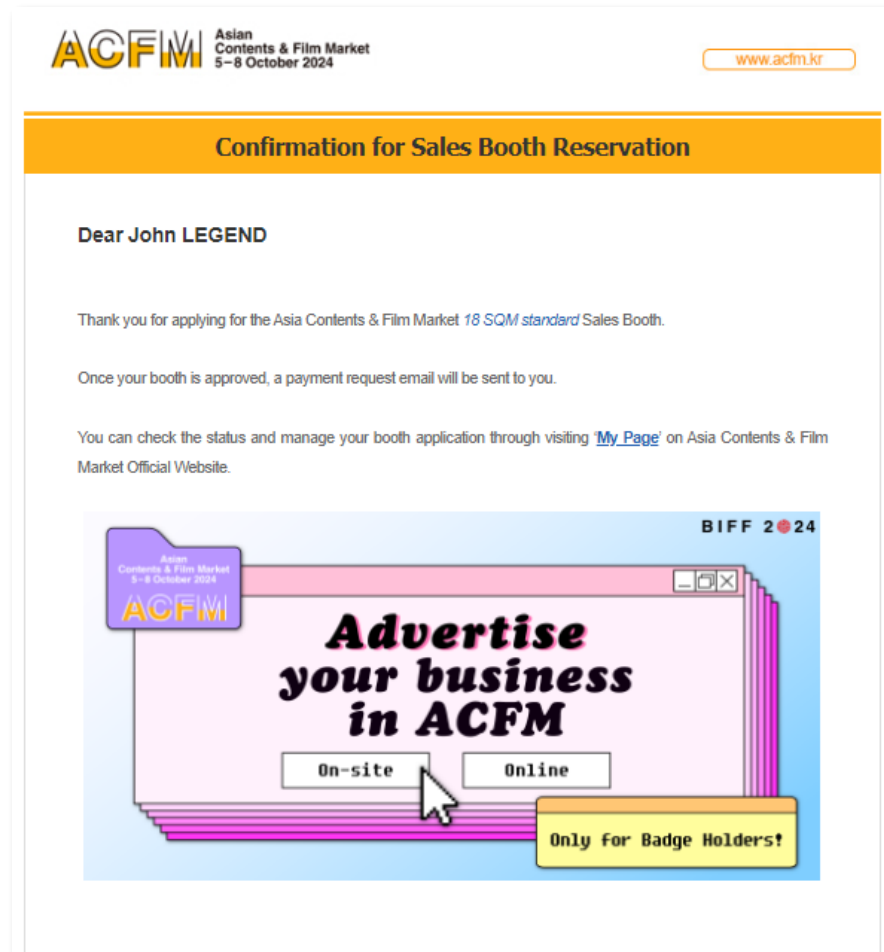 ACFM
Asian
Contents & Film Market
5–8 October 2024
www.acfm.kr
Confirmation for Sales Booth Reservation
Dear John LEGEND
Thank you for applying for the Asia Contents & Film Market 18 SQM standard Sales Booth.
Once your booth is approved, a payment request email will be sent to you.
You can check the status and manage your booth application through visiting ‘My Page’ on Asia Contents & Film
Market Official Website.
BIFF 2024
Asian
Contents & Film Market
5–8 October 2024
ACFM
Advertise
your business
in ACFM
On-site
Online
Only for Badge Holders!